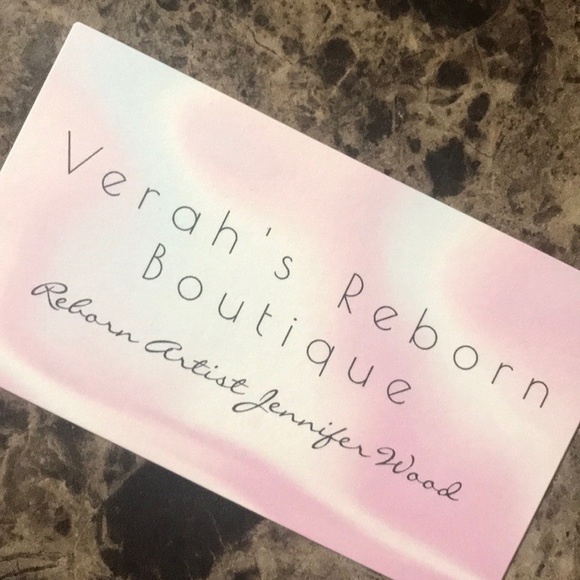 Verah's Reborn
Boutique
Reborn Artist Jennifer Wood